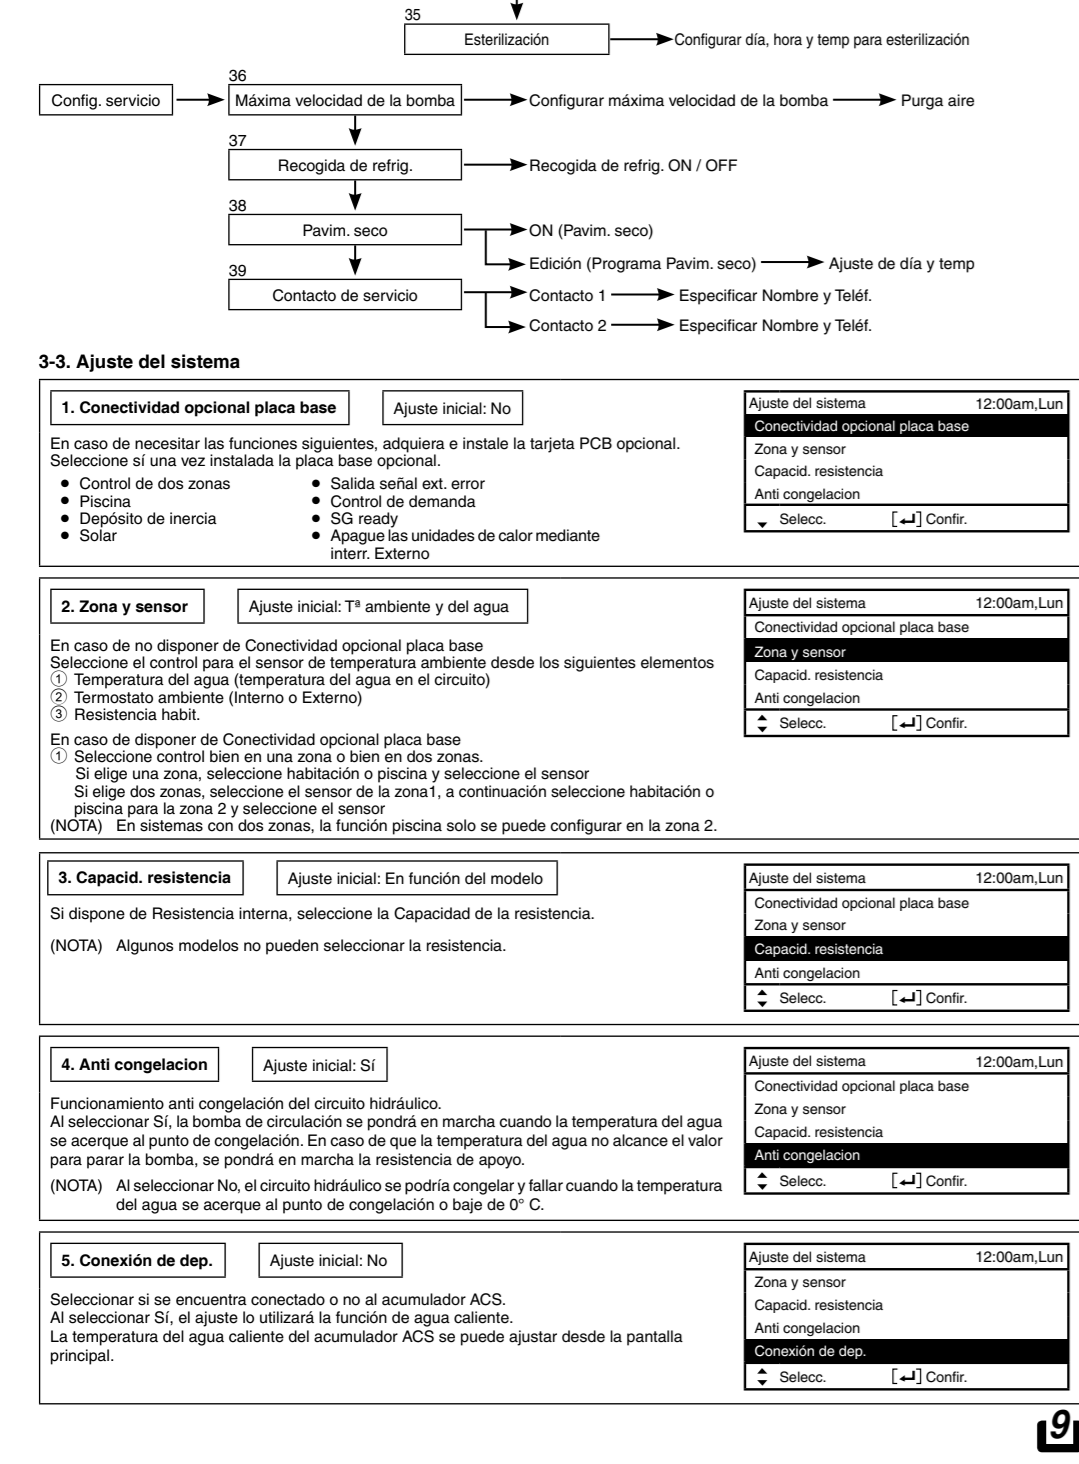 35
Esterilización
Configurar día, hora y temp para esterilización
36
Config. servicio
Máxima velocidad de la bomba
Configurar máxima velocidad de la bomba
Purga aire
37
Recogida de refrig.
Recogida de refrig. ON / OFF
38
Pavim. seco
ON (Pavim. seco)
Edición (Programa Pavim. seco)
Ajuste de día y temp
39
Contacto de servicio
Contacto 1
Especificar Nombre y Teléf.
Contacto 2
Especificar Nombre y Teléf.
3-3. Ajuste del sistema
1. Conectividad opcional placa base
Ajuste inicial: No
En caso de necesitar las funciones siguientes, adquiera e instale la tarjeta PCB opcional.
Seleccione sí una vez instalada la placa base opcional.
● Control de dos zonas
● Piscina
● Depósito de inercia
● Solar
● Salida señal ext. error
● Control de demanda
● SG ready
● Apague las unidades de calor mediante
interr. Externo
Ajuste del sistema 12:00am,Lun
Conectividad opcional placa base
Zona y sensor
Capacid. resistencia
Anti congelacion
Selecc. [↵] Confir.
2. Zona y sensor
Ajuste inicial: Tª ambiente y del agua
En caso de no disponer de Conectividad opcional placa base
Seleccione el control para el sensor de temperatura ambiente desde los siguientes elementos
① Temperatura del agua (temperatura del agua en el circuito)
② Termostato ambiente (Interno o Externo)
③ Resistencia habit.
En caso de disponer de Conectividad opcional placa base
① Seleccione control bien en una zona o bien en dos zonas.
Si elige una zona, seleccione habitación o piscina y seleccione el sensor
Si elige dos zonas, seleccione el sensor de la zona1, a continuación seleccione habitación o
piscina para la zona 2 y seleccione el sensor
(NOTA) En sistemas con dos zonas, la función piscina solo se puede configurar en la zona 2.
Ajuste del sistema 12:00am,Lun
Conectividad opcional placa base
Zona y sensor
Capacid. resistencia
Anti congelacion
Selecc. [↵] Confir.
3. Capacid. resistencia
Ajuste inicial: En función del modelo
Si dispone de Resistencia interna, seleccione la Capacidad de la resistencia.
(NOTA) Algunos modelos no pueden seleccionar la resistencia.
Ajuste del sistema 12:00am,Lun
Conectividad opcional placa base
Zona y sensor
Capacid. resistencia
Anti congelacion
Selecc. [↵] Confir.
4. Anti congelacion
Ajuste inicial: Sí
Funcionamiento anti congelación del circuito hidráulico.
Al seleccionar Sí, la bomba de circulación se pondrá en marcha cuando la temperatura del agua
se acerque al punto de congelación. En caso de que la temperatura del agua no alcance el valor
para parar la bomba, se pondrá en marcha la resistencia de apoyo.
(NOTA) Al seleccionar No, el circuito hidráulico se podría congelar y fallar cuando la temperatura
del agua se acerque al punto de congelación o baje de 0° C.
Ajuste del sistema 12:00am,Lun
Conectividad opcional placa base
Zona y sensor
Capacid. resistencia
Anti congelacion
Selecc. [↵] Confir.
5. Conexión de dep.
Ajuste inicial: No
Seleccionar si se encuentra conectado o no al acumulador ACS.
Al seleccionar Sí, el ajuste lo utilizará la función de agua caliente.
La temperatura del agua caliente del acumulador ACS se puede ajustar desde la pantalla
principal.
Ajuste del sistema 12:00am,Lun
Zona y sensor
Capacid. resistencia
Anti congelacion
Conexión de dep.
Selecc. [↵] Confir.
9